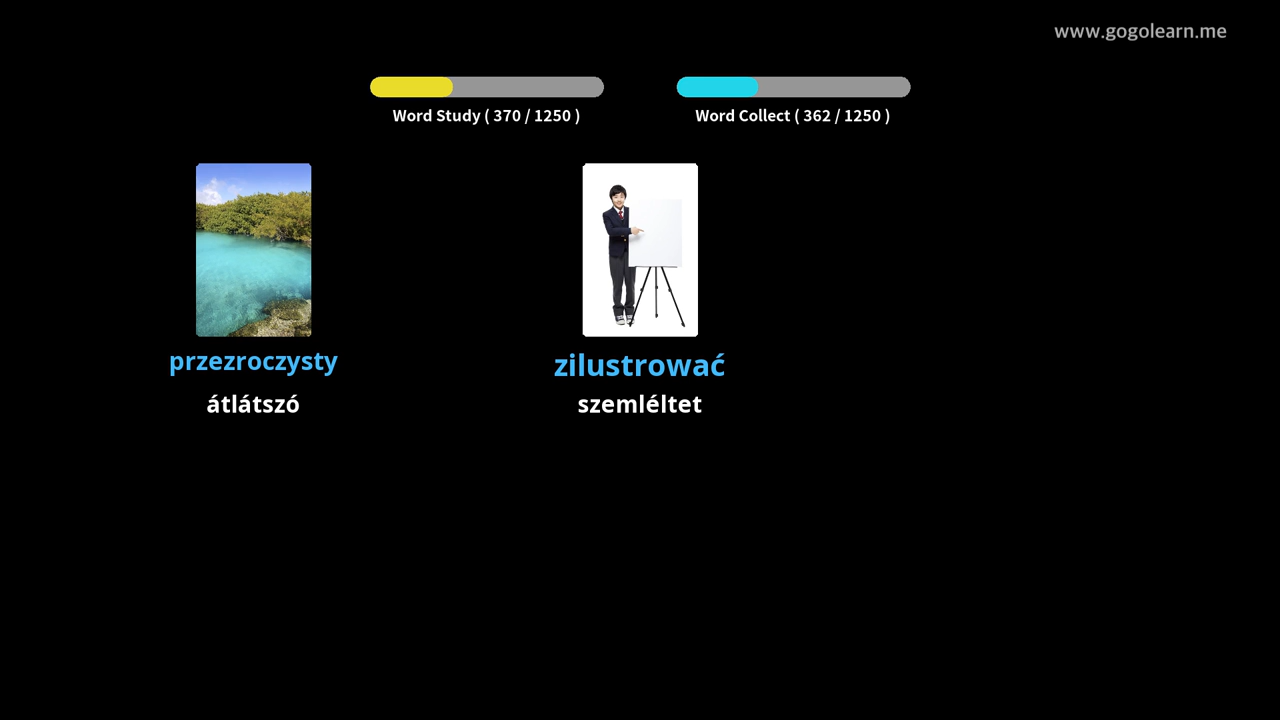 www.gogolearn.me
Word Study ( 370 / 1250 )
Word Collect ( 362 / 1250 )
przezroczysty
átlátszó
zilustrować
szemléltet